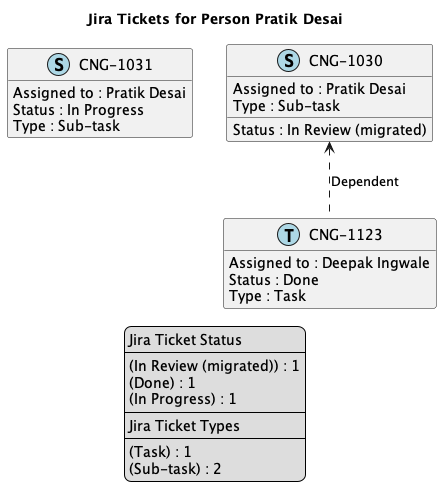 Jira Tickets for Person Pratik Desai
S CNG-1031
Assigned to : Pratik Desai
Status : In Progress
Type : Sub-task
S CNG-1030
Assigned to : Pratik Desai
Type : Sub-task
Status : In Review (migrated)
Dependent
T CNG-1123
Assigned to : Deepak Ingwale
Status : Done
Type : Task
Jira Ticket Status
(In Review (migrated)) : 1
(Done) : 1
(In Progress) : 1
Jira Ticket Types
(Task) : 1
(Sub-task) : 2